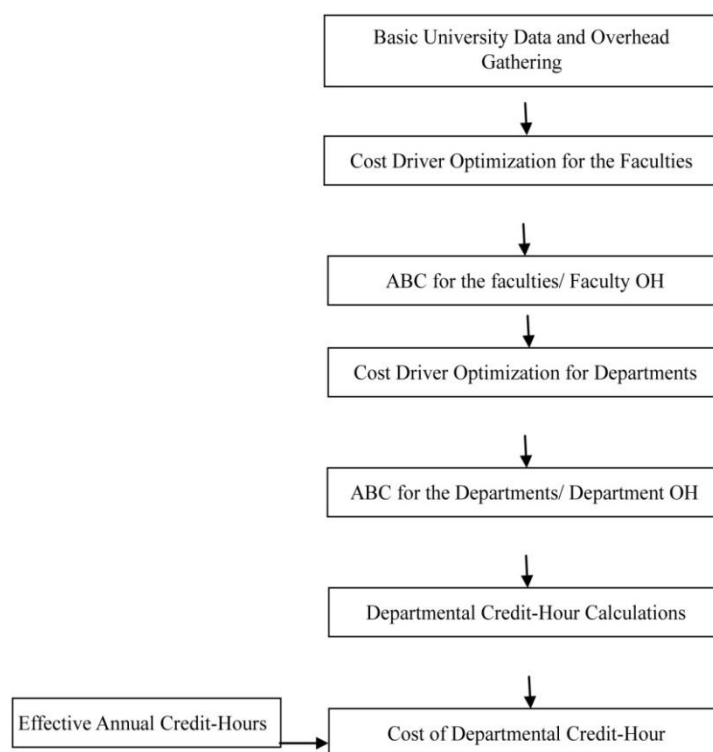 Basic University Data and Overhead
Gathering
Cost Driver Optimization for the Faculties
ABC for the faculties/ Faculty OH
Cost Driver Optimization for Departments
ABC for the Departments/ Department OH
Departmental Credit-Hour Calculations
Effective Annual Credit-Hours
Cost of Departmental Credit-Hour